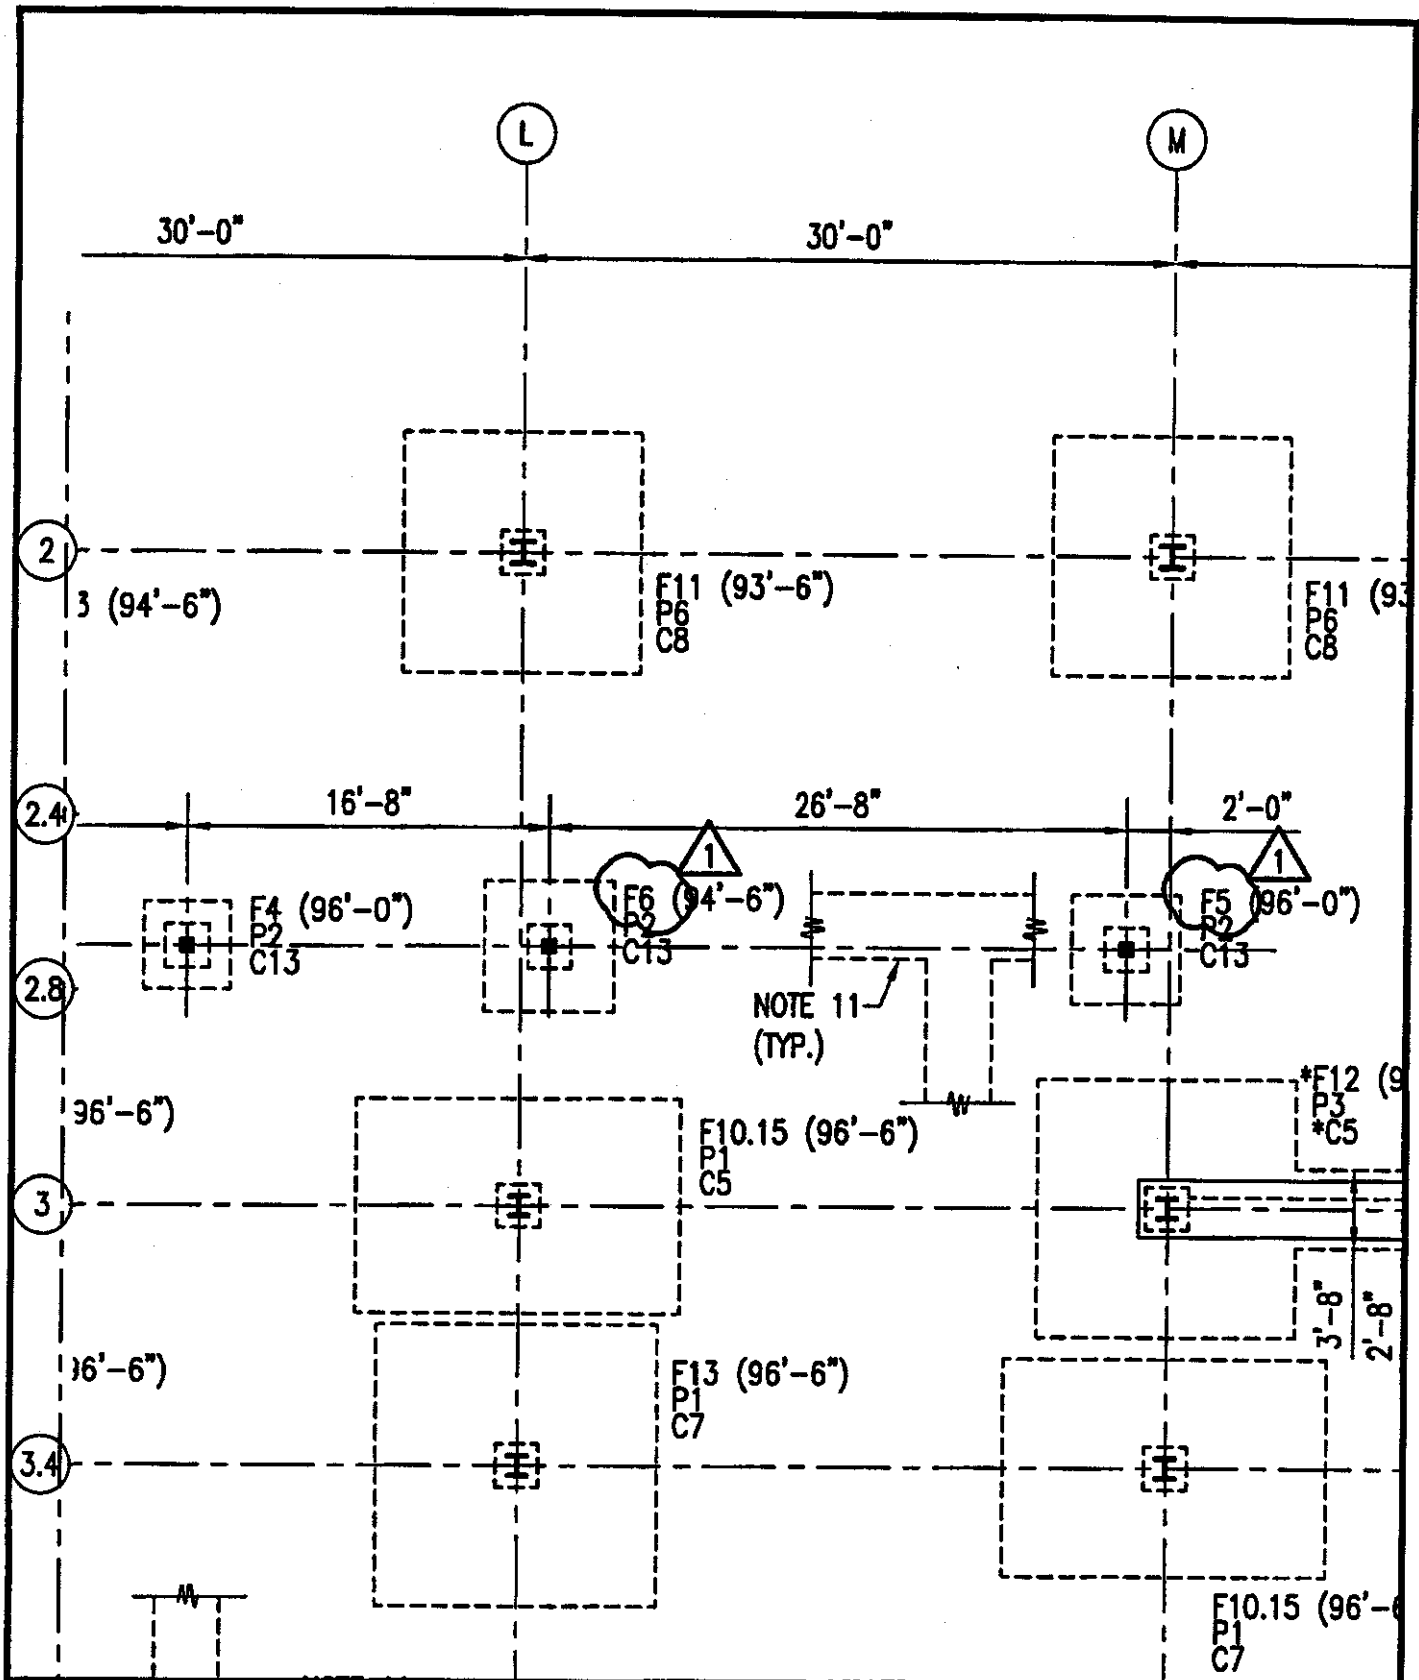 L
M
30'-0"
30'-0"
2
3 (94'-6")
F11 (93'-6")
P6
C8
F11 (93
P6
C8
2.4
16'-8"
26'-8"
2'-0"
1
1
F4 (96'-0")
P2
C13
F6 (94'-6")
P2
C13
F5 (96'-0")
P2
C13
2.8
NOTE 11
(TYP.)
96'-6")
F10.15 (96'-6")
P1
C5
*F12 (9
P3
*C5
3
3'-8"
2'-8"
96'-6")
F13 (96'-6")
P1
C7
3.4
F10.15 (96'-6
P1
C7